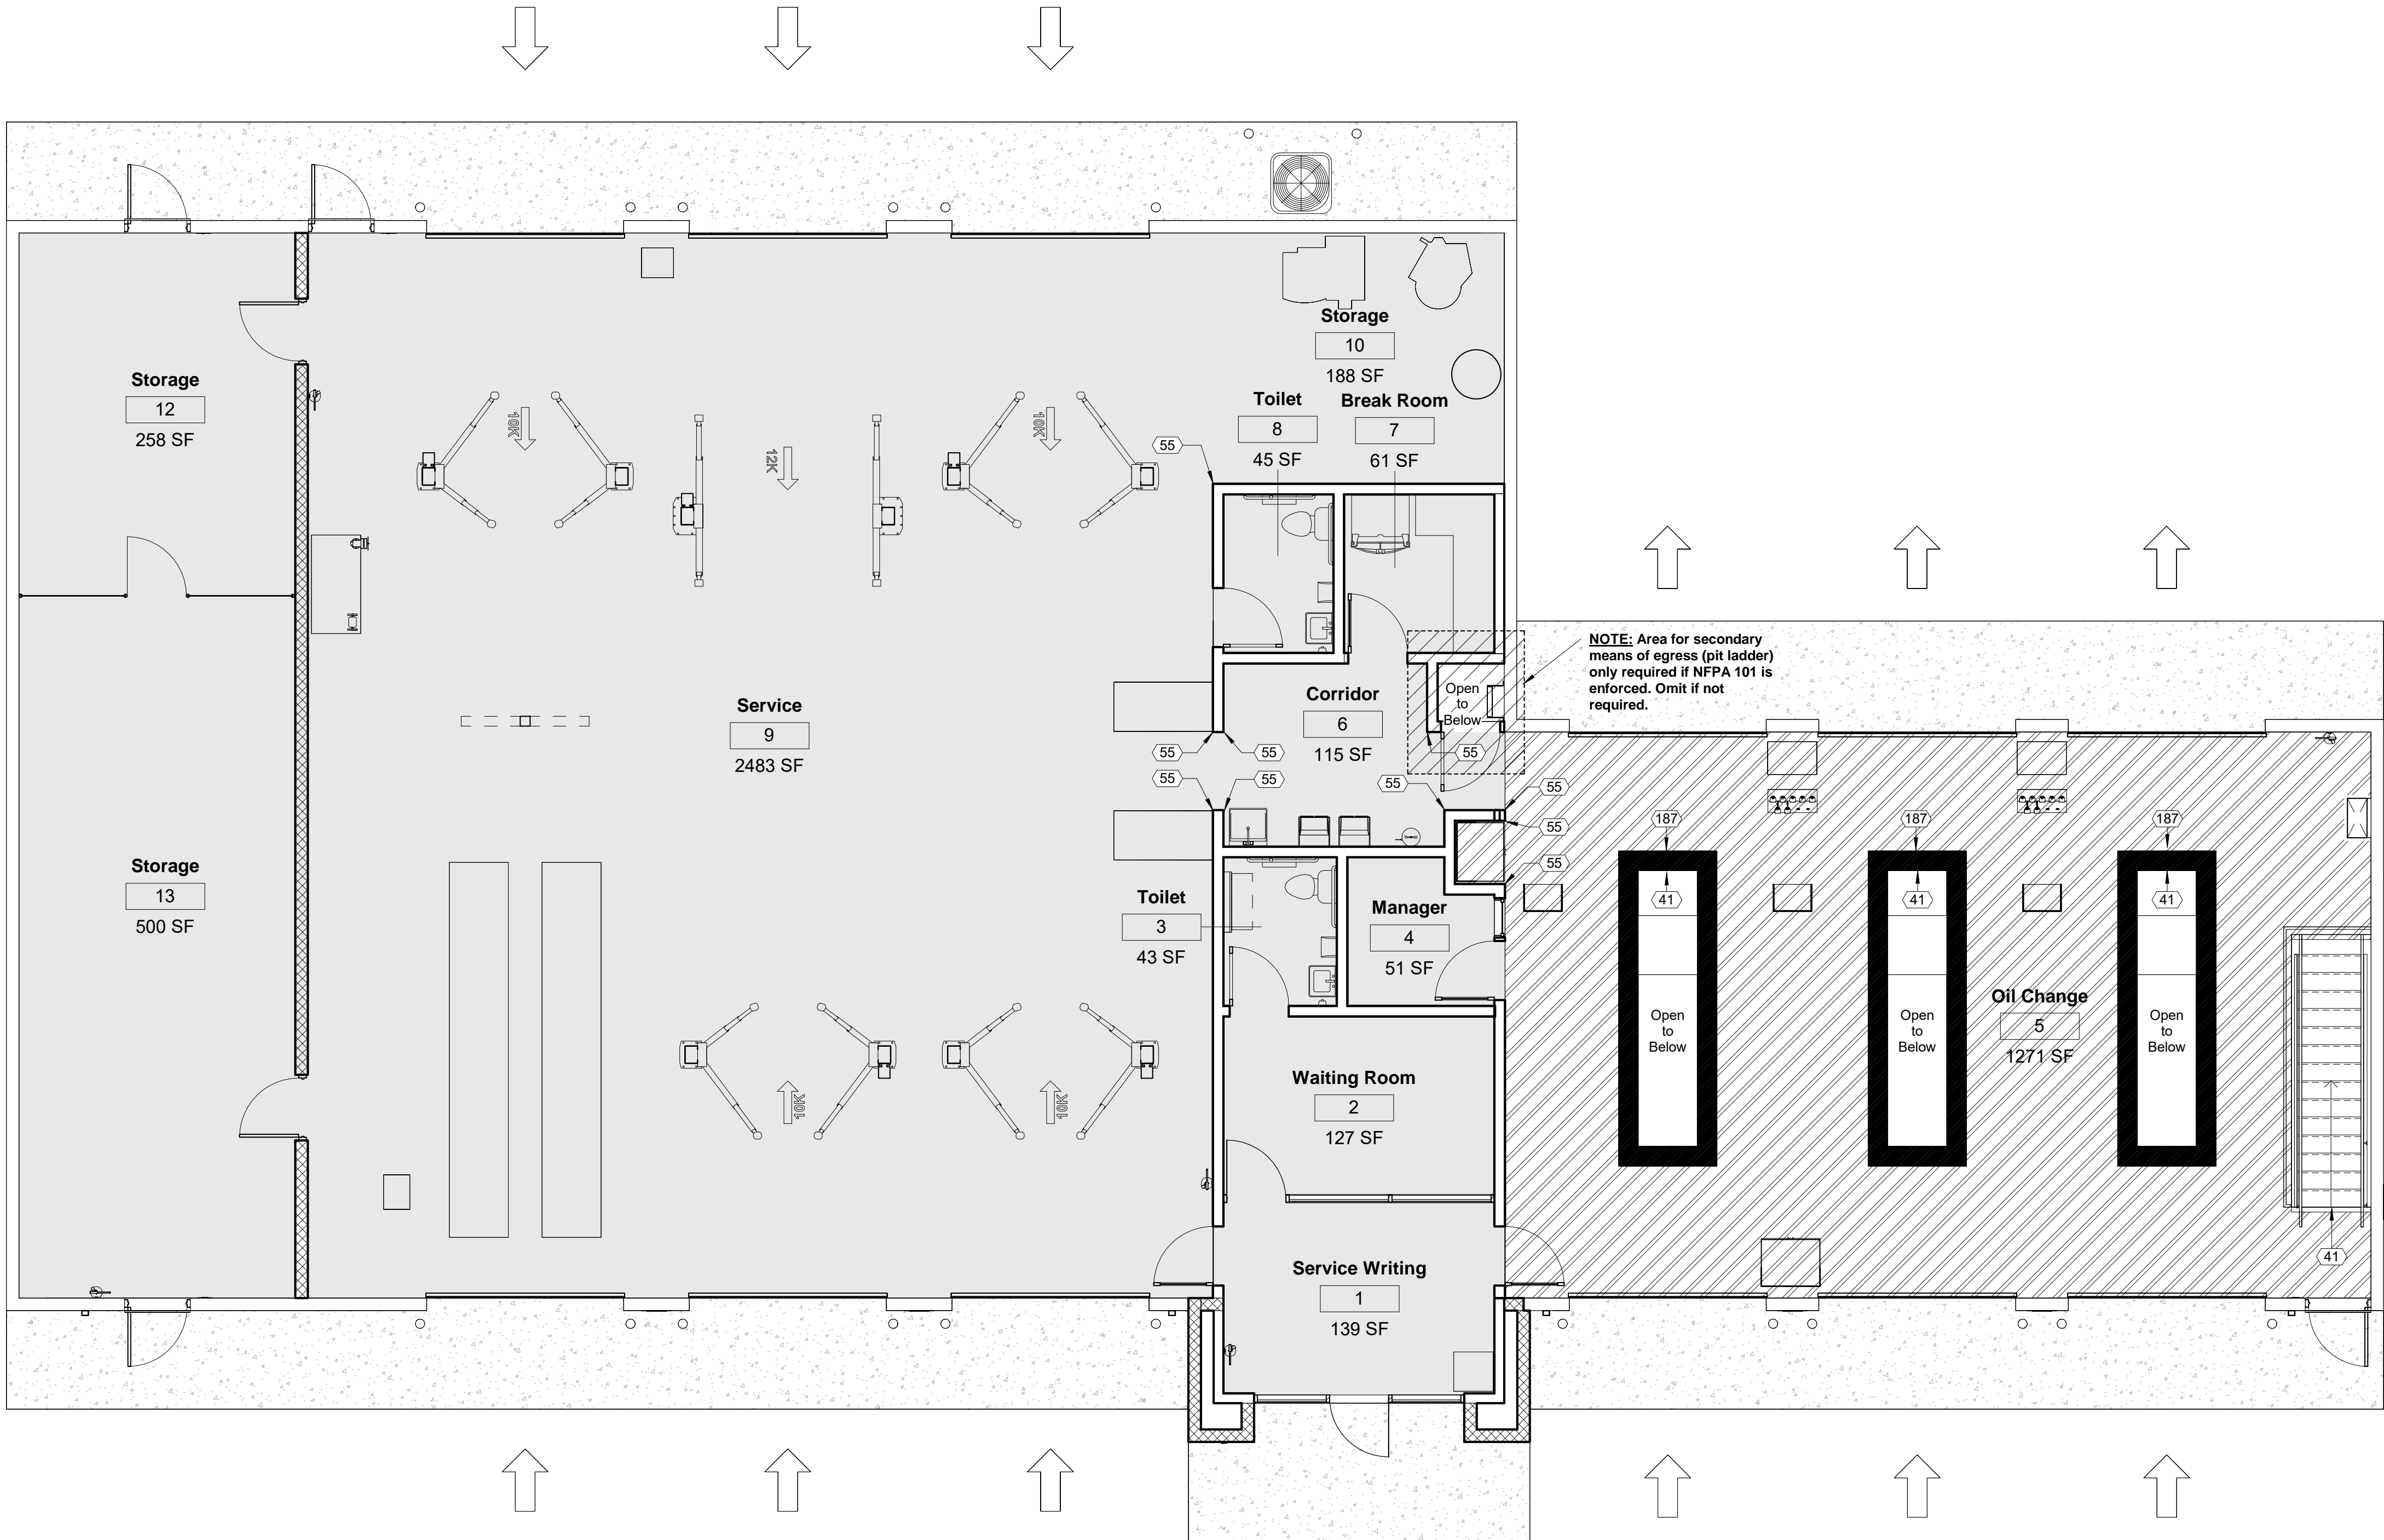 Storage
10
188 SF
Storage
12
258 SF
Toilet
8
45 SF
Break Room
7
61 SF
10K
12K
10K
55
NOTE: Area for secondary
means of egress (pit ladder)
only required if NFPA 101 is
enforced. Omit if not
required.
Open
to
Below
Corridor
6
115 SF
Service
9
2483 SF
55
55
55
55
55
55
55
55
55
187
187
187
41
41
41
Storage
13
500 SF
Toilet
3
43 SF
Manager
4
51 SF
Oil Change
5
1271 SF
Open
to
Below
Open
to
Below
Open
to
Below
Waiting Room
2
127 SF
10K
10K
Service Writing
1
139 SF
41